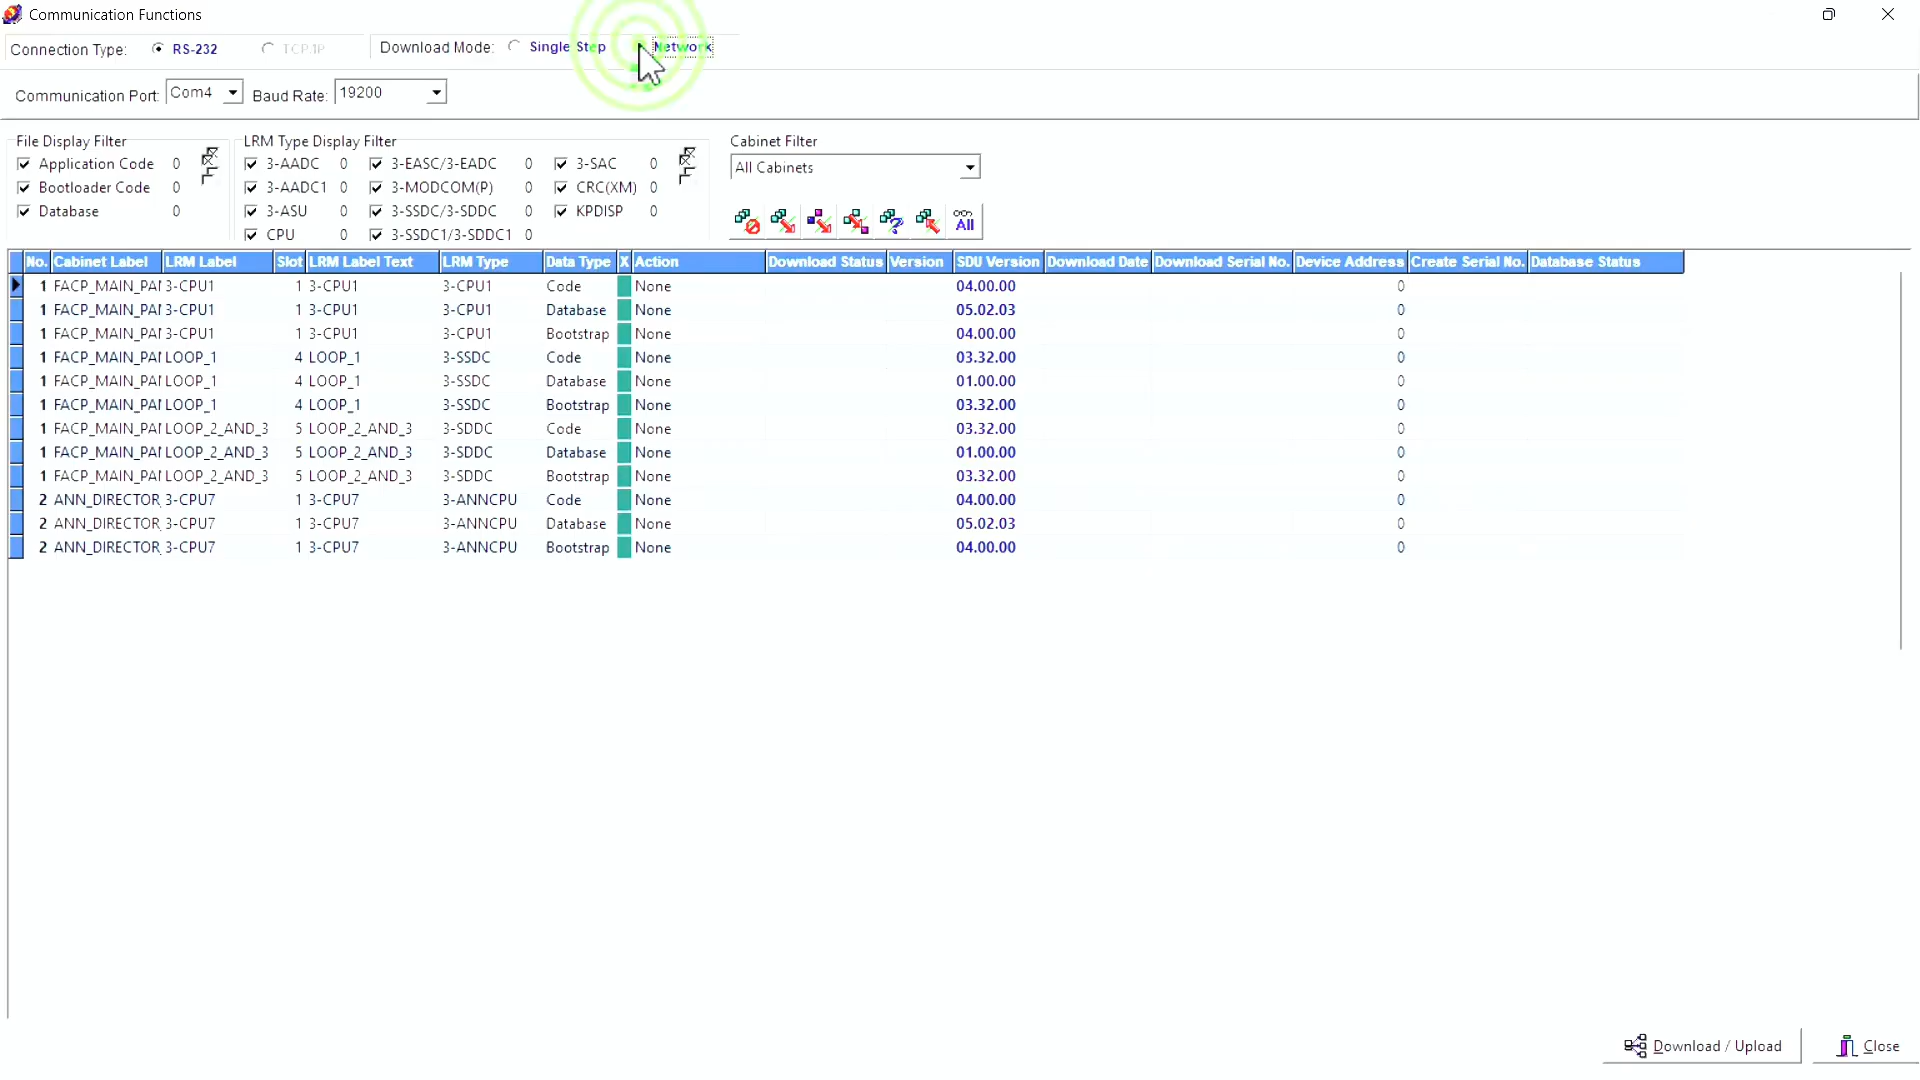 Communication Functions
Connection Type: RS-232 TCP.IP Download Mode: Single Step Network
Communication Port: Com4 Baud Rate: 19200
File Display Filter LRM Type Display Filter Cabinet Filter
Application Code 0 3-AADC 0 3-EASC/3-EADC 0 3-SAC 0 All Cabinets
Bootloader Code 0 3-AADC1 0 3-MODCOM(P) 0 CRC(XM) 0
Database 0 3-ASU 0 3-SSDC/3-SDDC 0 KPDISP 0 All
CPU 0 3-SSDC1/3-SDDC1 0
No. Cabinet Label LRM Label Slot LRM Label Text LRM Type Data Type X Action Download Status Version SDU Version Download Date Download Serial No. Device Address Create Serial No. Database Status
1 FACP_MAIN_PAI 3-CPU1 1 3-CPU1 3-CPU1 Code None 04.00.00 0
1 FACP_MAIN_PAI 3-CPU1 1 3-CPU1 3-CPU1 Database None 05.02.03 0
1 FACP_MAIN_PAI 3-CPU1 1 3-CPU1 3-CPU1 Bootstrap None 04.00.00 0
1 FACP_MAIN_PAI LOOP_1 4 LOOP_1 3-SSDC Code None 03.32.00 0
1 FACP_MAIN_PAI LOOP_1 4 LOOP_1 3-SSDC Database None 01.00.00 0
1 FACP_MAIN_PAI LOOP_1 4 LOOP_1 3-SSDC Bootstrap None 03.32.00 0
1 FACP_MAIN_PAI LOOP_2_AND_3 5 LOOP_2_AND_3 3-SDDC Code None 03.32.00 0
1 FACP_MAIN_PAI LOOP_2_AND_3 5 LOOP_2_AND_3 3-SDDC Database None 01.00.00 0
1 FACP_MAIN_PAI LOOP_2_AND_3 5 LOOP_2_AND_3 3-SDDC Bootstrap None 03.32.00 0
2 ANN_DIRECTOR_ 3-CPU7 1 3-CPU7 3-ANNCPU Code None 04.00.00 0
2 ANN_DIRECTOR_ 3-CPU7 1 3-CPU7 3-ANNCPU Database None 05.02.03 0
2 ANN_DIRECTOR_ 3-CPU7 1 3-CPU7 3-ANNCPU Bootstrap None 04.00.00 0
Download / Upload Close